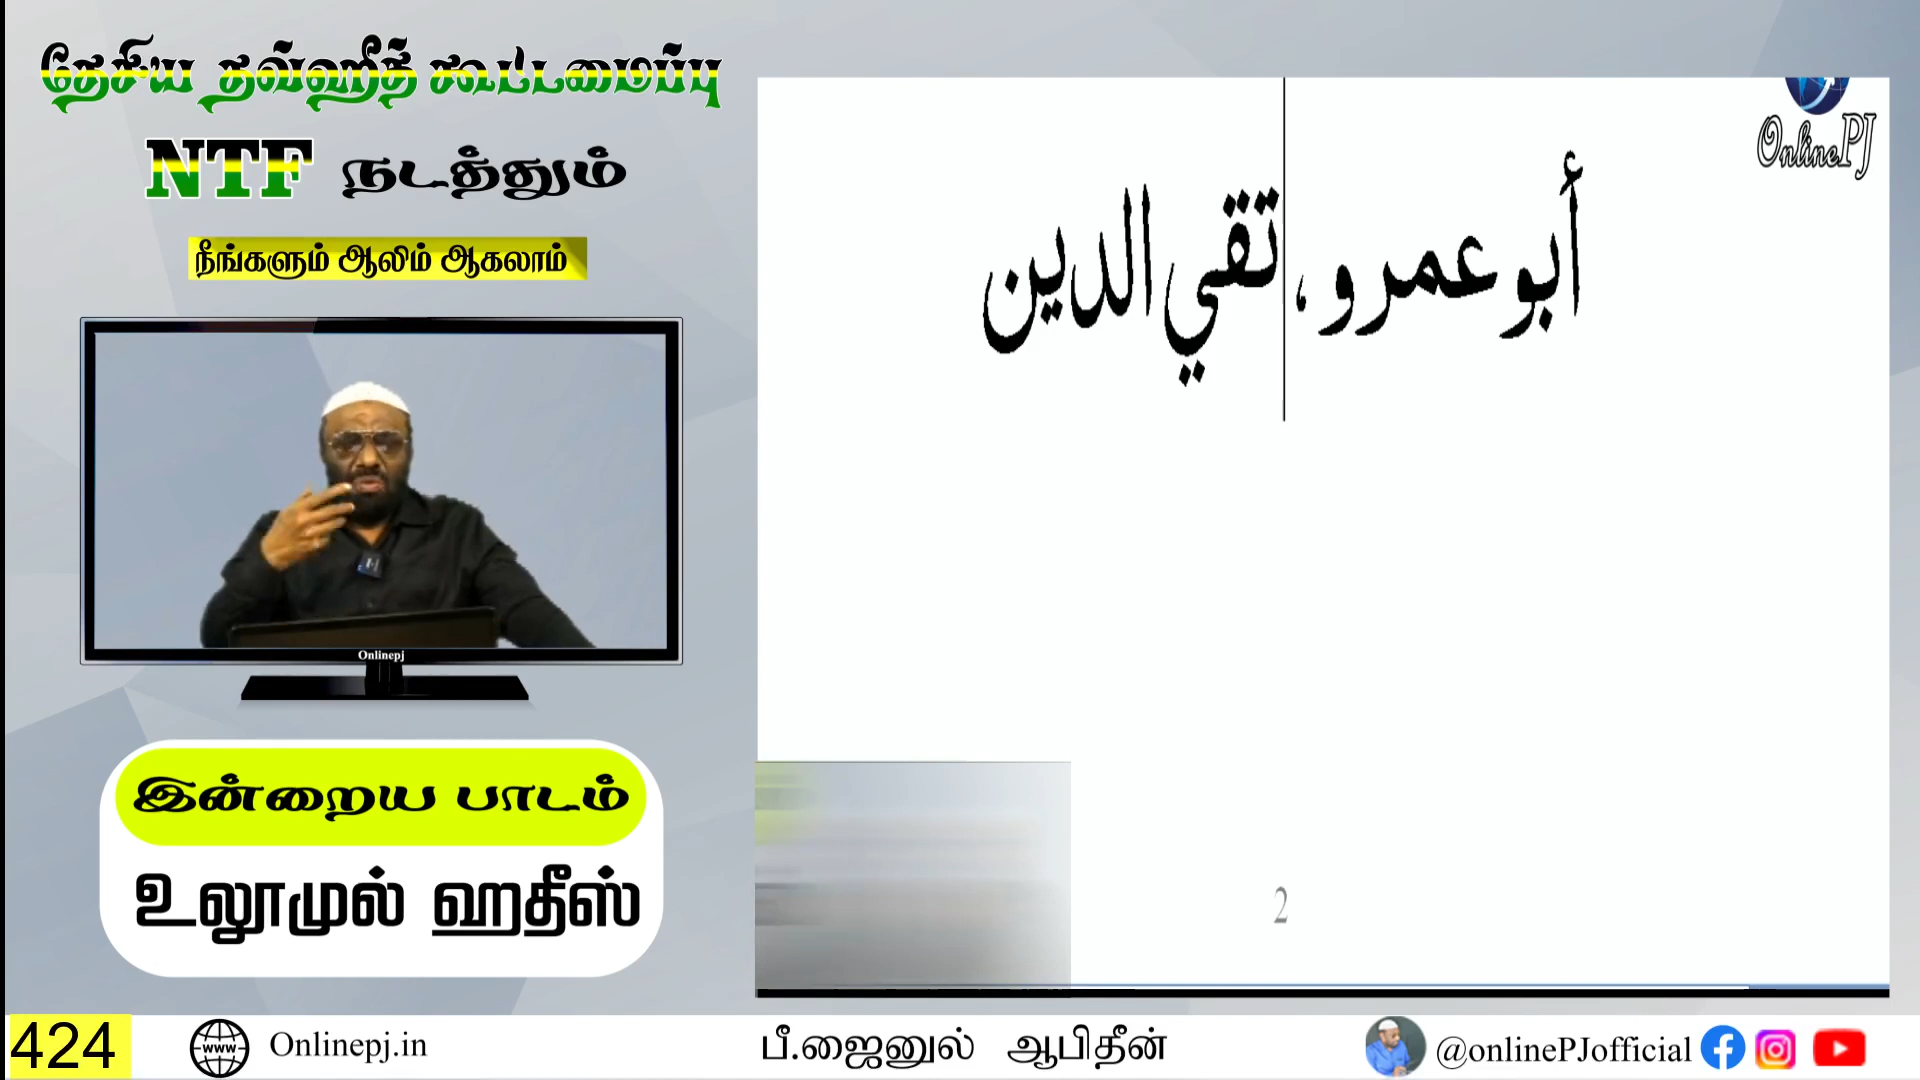 தேசிய தவ்ஹீத் கூட்டமைப்பு
NTF நடத்தும்
நீங்களும் ஆலிம் ஆகலாம்
Onlinepj
இன்றைய பாடம்
உலூமுல் ஹதீஸ்
OnlinePJ
أبو عمرو، تقي الدين
2
424
www
Onlinepj.in
பீ.ஜைனுல் ஆபிதீன்
@onlinePJofficial